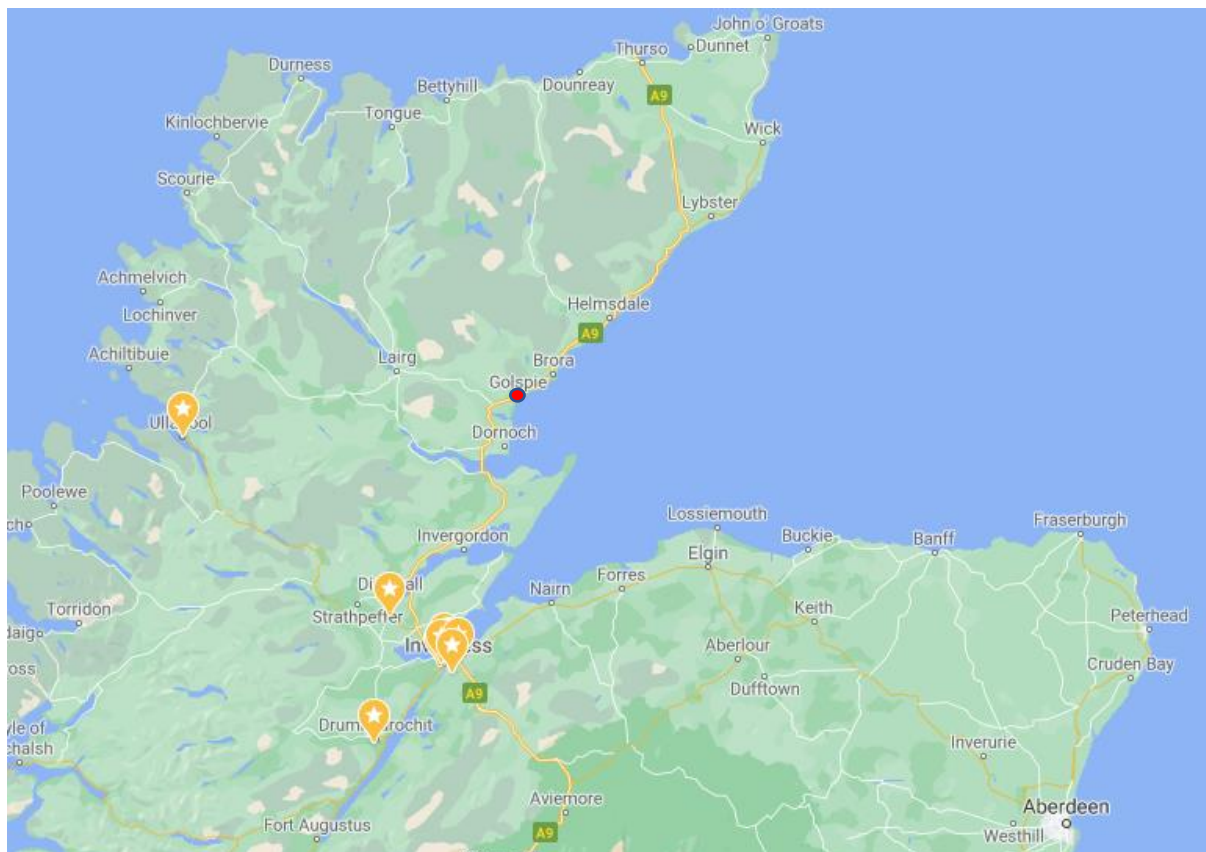 John o' Groats
Thurso
Dunnet
Durness
Dounreay
Bettyhill
A9
Tongue
Kinlochbervie
Wick
Scourie
Lybster
Achmelvich
Helmsdale
Lochinver
A9
Achiltibuie
Lairg
Brora
Golspie
Dornoch
Poolewe
Lossiemouth
Fraserburgh
Invergordon
Buckie
Banff
Elgin
Forres
Nairn
Torridon
Strathpeffer
Keith
Peterhead
Aberlour
Cruden Bay
Dufftown
A9
Inverurie
Aviemore
Aberdeen
Fort Augustus
A9
Westhill